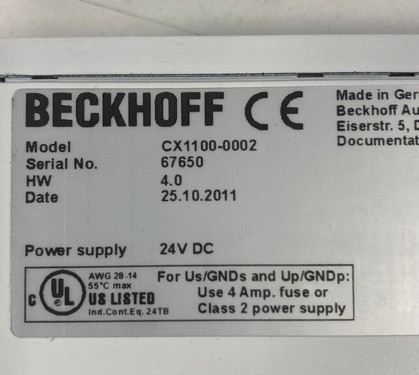 BECKHOFF CE
Made in Ger
Beckhoff Au
Eiserstr. 5, D
Documentat
Model CX1100-0002
Serial No. 67650
HW 4.0
Date 25.10.2011
Power supply 24V DC
C UL US LISTED
AWG 28-14
55°C max
Ind.Cont.Eq. 24TB
For Us/GNDs and Up/GNDp:
Use 4 Amp. fuse or
Class 2 power supply